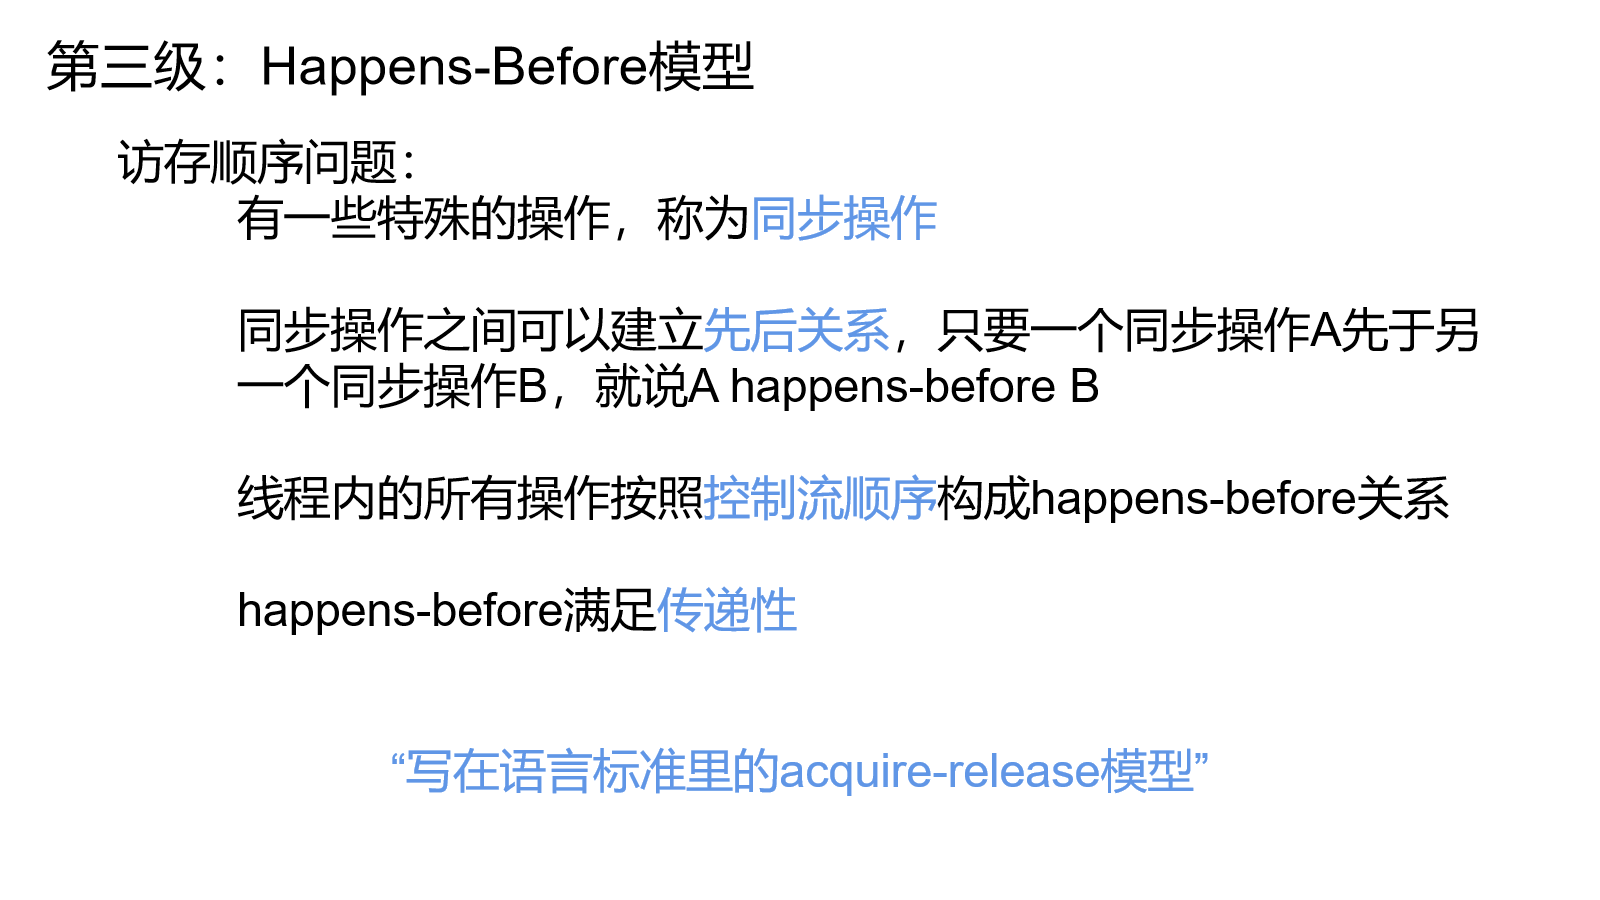 第三级：Happens-Before模型
访存顺序问题：
有一些特殊的操作，称为同步操作
同步操作之间可以建立先后关系，只要一个同步操作A先于另
一个同步操作B，就说A happens-before B
线程内的所有操作按照控制流顺序构成happens-before关系
happens-before满足传递性
“写在语言标准里的acquire-release模型”